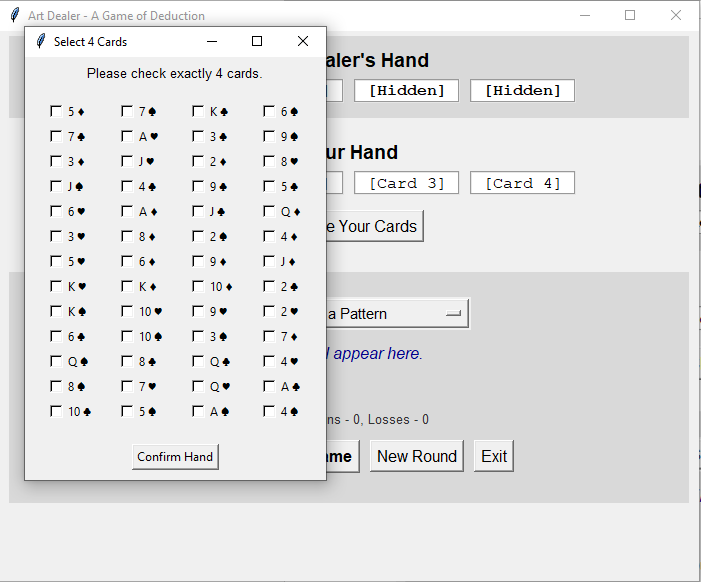 Art Dealer - A Game of Deduction
Select 4 Cards
Please check exactly 4 cards.
5♦ 7♠ K♣ 6♠
7♣ A♥ 3♣ 9♠
3♦ J♥ 2♦ 8♥
J♠ 4♣ 9♣ 5♣
6♥ A♦ J♣ Q♦
3♥ 8♦ 2♠ 4♦
5♥ 6♦ 9♦ J♦
K♥ K♦ 10♦ 2♣
K♠ 10♥ 9♥ 2♥
6♣ 10♠ 3♠ 7♦
Q♠ 8♣ Q♣ 4♥
8♠ 7♥ Q♥ A♣
10♣ 5♠ A♠ 4♠
Confirm Hand
aler's Hand
] [Hidden] [Hidden]
ur Hand
] [Card 3] [Card 4]
e Your Cards
a Pattern
l appear here.
ns - 0, Losses - 0
ame New Round Exit